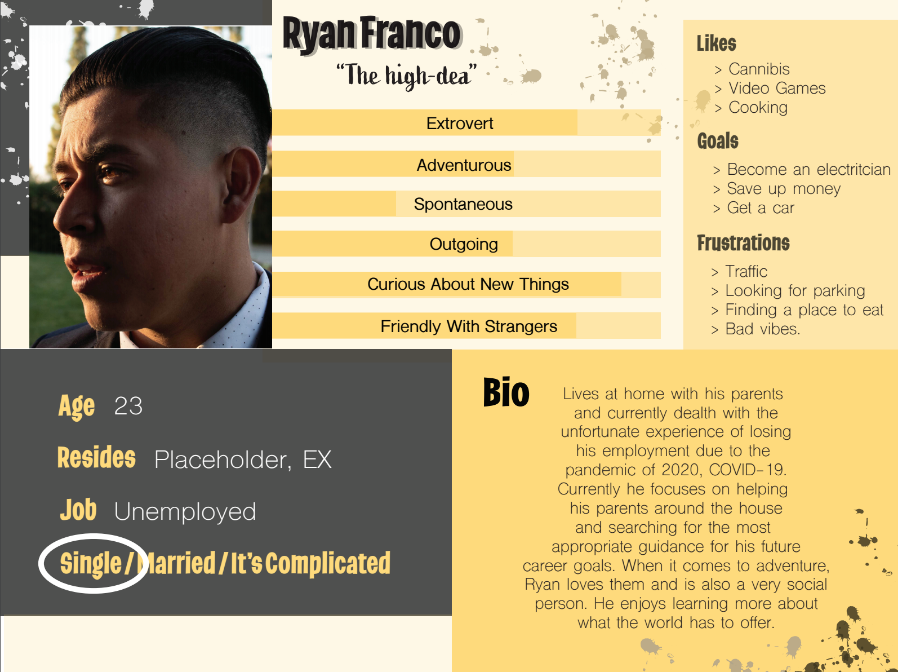 Ryan Franco
“The high-dea”
Extrovert
Adventurous
Spontaneous
Outgoing
Curious About New Things
Friendly With Strangers
Likes
> Cannibis
> Video Games
> Cooking
Goals
> Become an electritcian
> Save up money
> Get a car
Frustrations
> Traffic
> Looking for parking
> Finding a place to eat
> Bad vibes.
Age 23
Resides Placeholder, EX
Job Unemployed
Single / Married / It’s Complicated
Bio
Lives at home with his parents
and currently dealth with the
unfortunate experience of losing
his employment due to the
pandemic of 2020, COVID-19.
Currently he focuses on helping
his parents around the house
and searching for the most
appropriate guidance for his future
career goals. When it comes to adventure,
Ryan loves them and is also a very social
person. He enjoys learning more about
what the world has to offer.